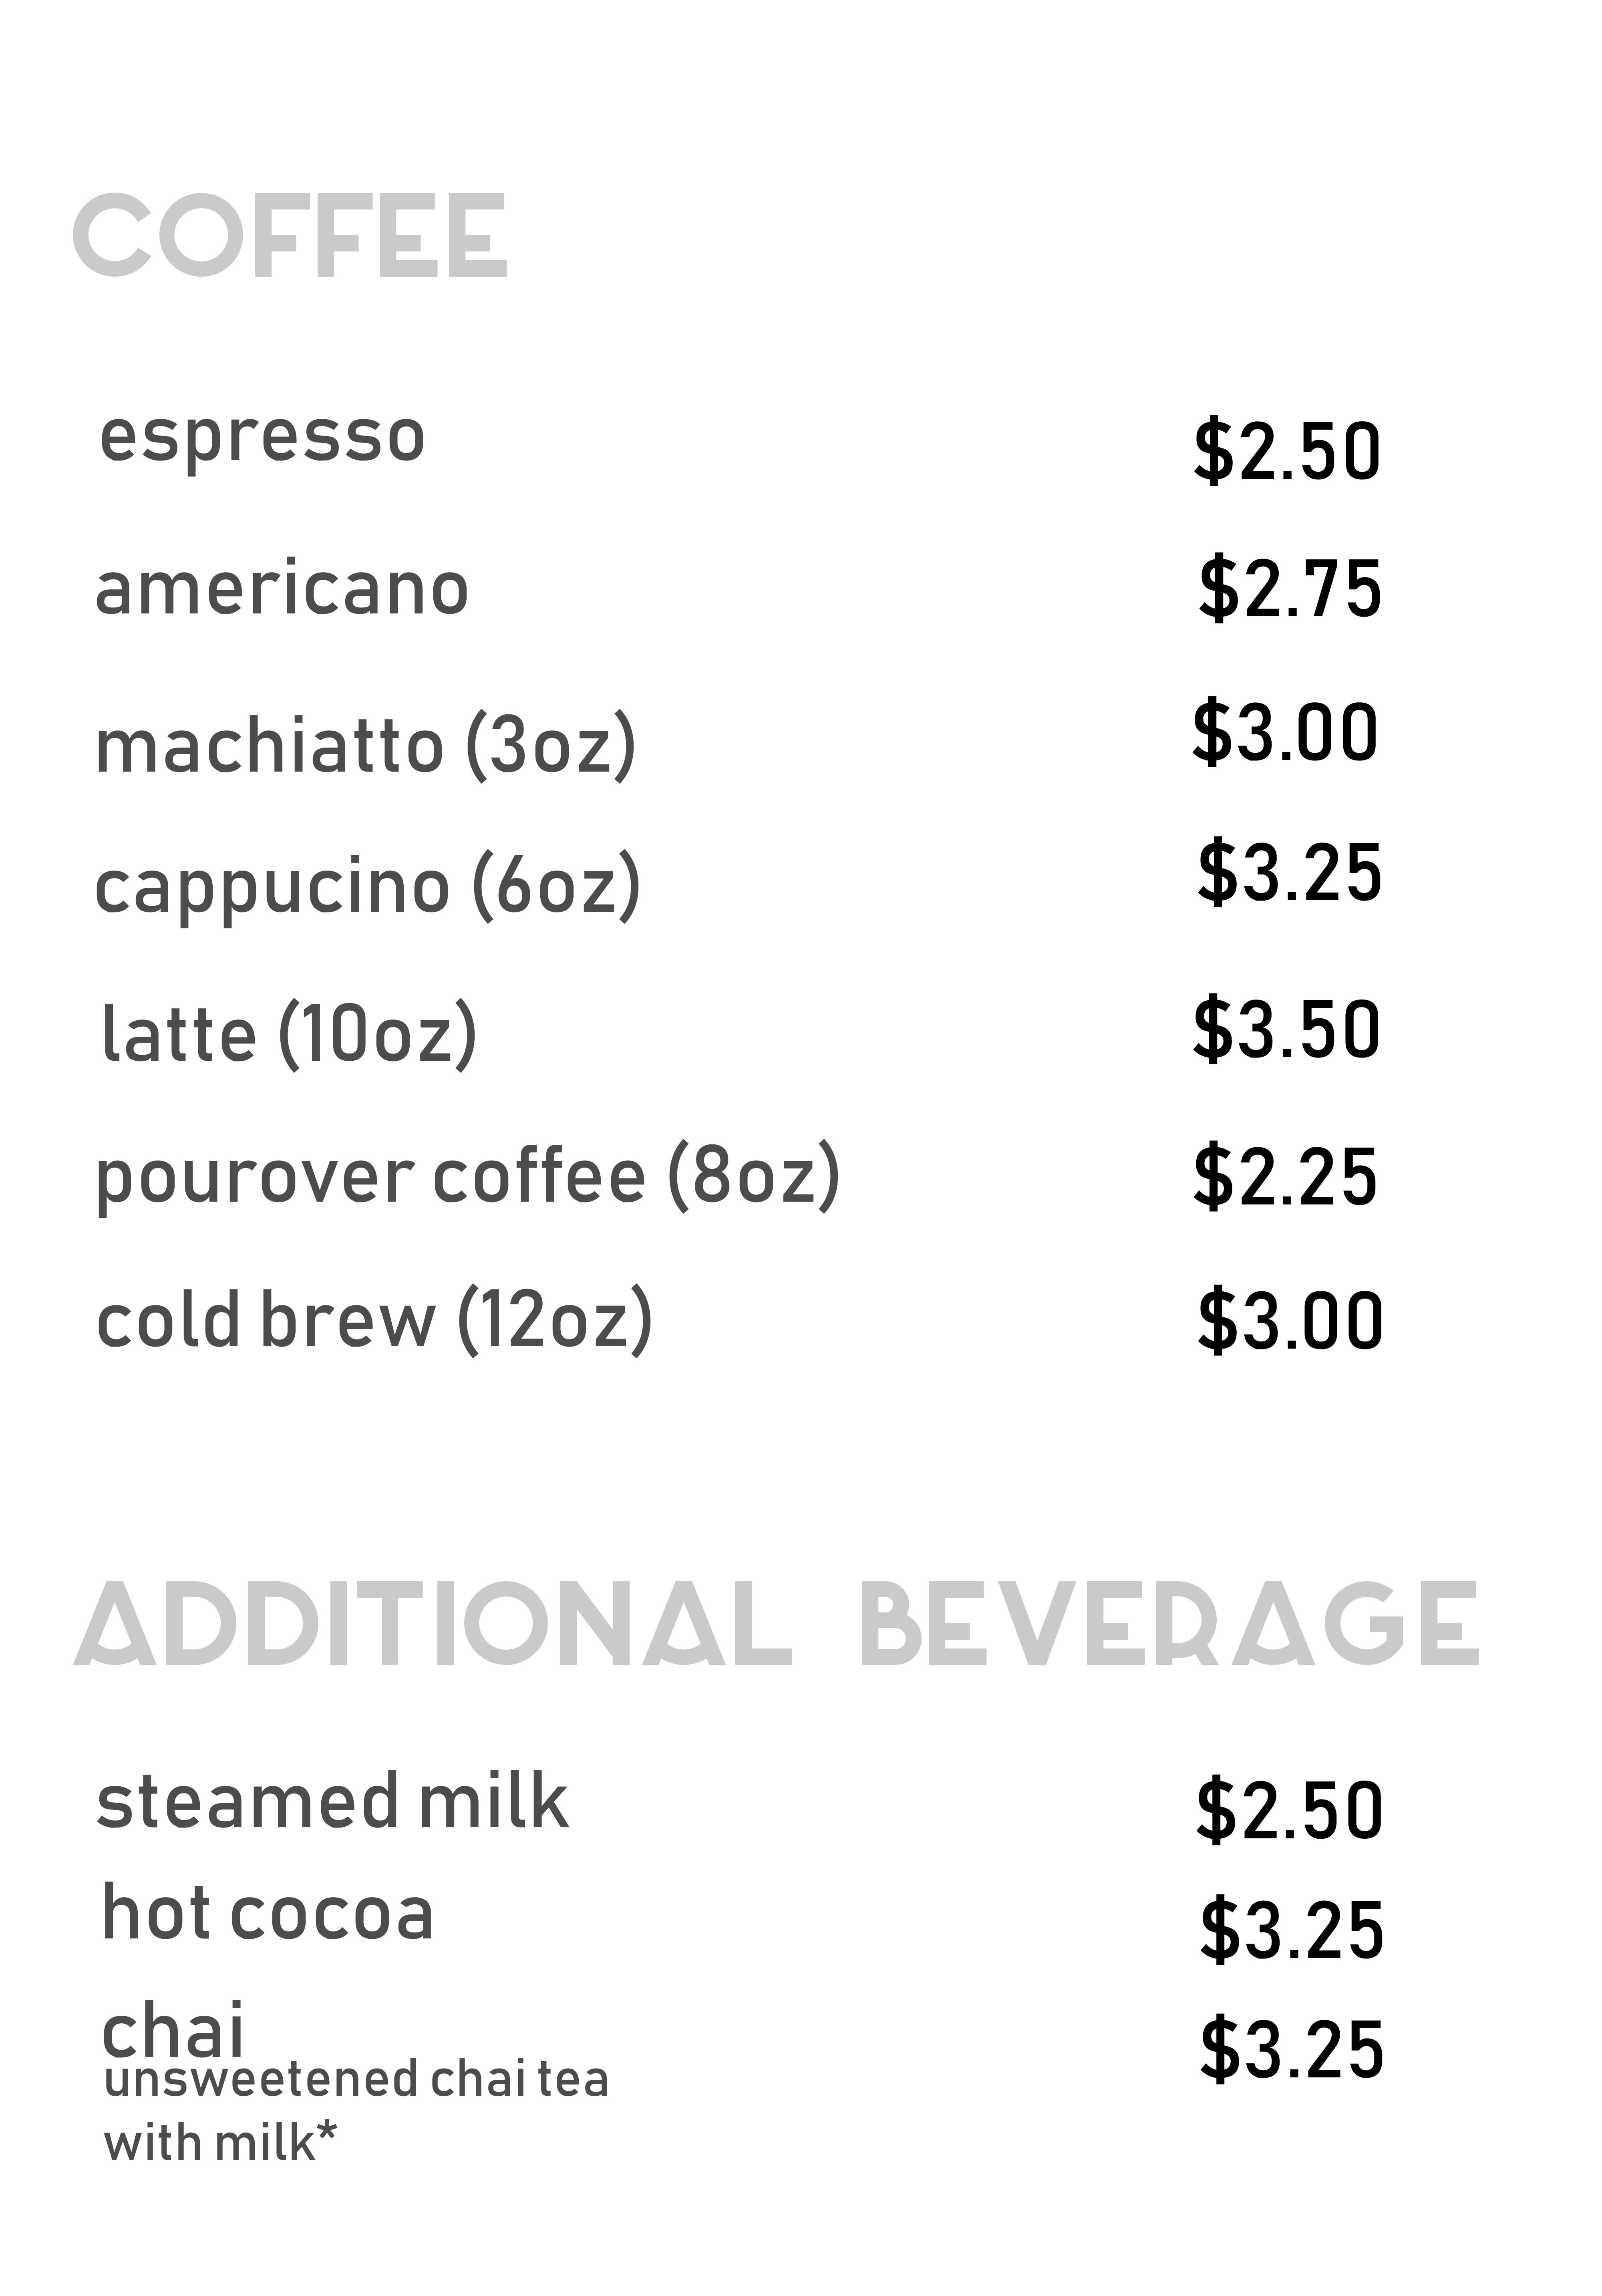 COFFEE
espresso $2.50
americano $2.75
machiatto (3oz) $3.00
cappucino (6oz) $3.25
latte (10oz) $3.50
pourover coffee (8oz) $2.25
cold brew (12oz) $3.00
ADDITIONAL BEVERAGE
steamed milk $2.50
hot cocoa $3.25
chai $3.25
unsweetened chai tea
with milk*